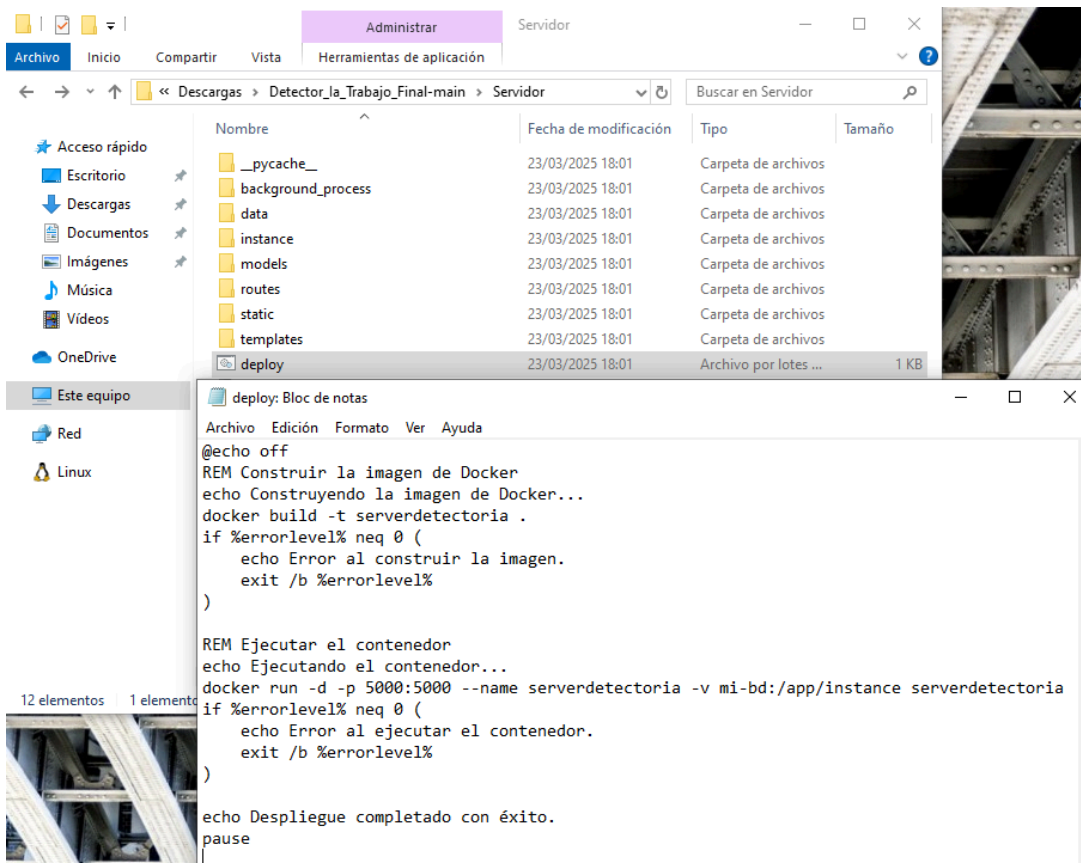 Administrar
Servidor
Archivo Inicio Compartir Vista Herramientas de aplicación
« Descargas > Detector_Ia_Trabajo_Final-main > Servidor
Buscar en Servidor
Nombre Fecha de modificación Tipo Tamaño
Acceso rápido
Escritorio
Descargas
Documentos
Imágenes
Música
Vídeos
OneDrive
Este equipo
Red
Linux
__pycache__ 23/03/2025 18:01 Carpeta de archivos
background_process 23/03/2025 18:01 Carpeta de archivos
data 23/03/2025 18:01 Carpeta de archivos
instance 23/03/2025 18:01 Carpeta de archivos
models 23/03/2025 18:01 Carpeta de archivos
routes 23/03/2025 18:01 Carpeta de archivos
static 23/03/2025 18:01 Carpeta de archivos
templates 23/03/2025 18:01 Carpeta de archivos
deploy 23/03/2025 18:01 Archivo por lotes ... 1 KB
12 elementos 1 elemento
deploy: Bloc de notas
Archivo Edición Formato Ver Ayuda
@echo off
REM Construir la imagen de Docker
echo Construyendo la imagen de Docker...
docker build -t serverdetectoria .
if %errorlevel% neq 0 (
    echo Error al construir la imagen.
    exit /b %errorlevel%
)
REM Ejecutar el contenedor
echo Ejecutando el contenedor...
docker run -d -p 5000:5000 --name serverdetectoria -v mi-bd:/app/instance serverdetectoria
if %errorlevel% neq 0 (
    echo Error al ejecutar el contenedor.
    exit /b %errorlevel%
)
echo Despliegue completado con éxito.
pause